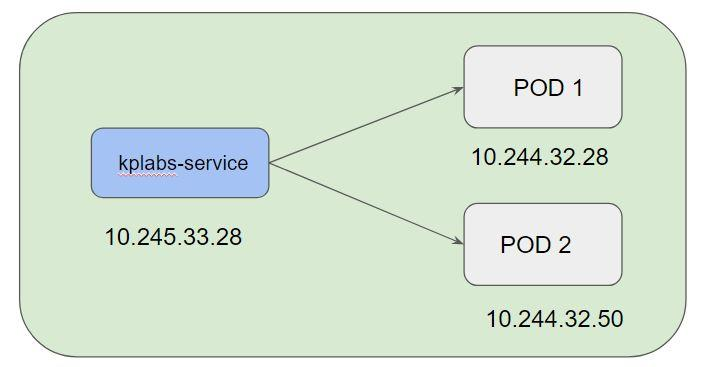 POD 1
kplabs-service
10.244.32.28
10.245.33.28
POD 2
10.244.32.50